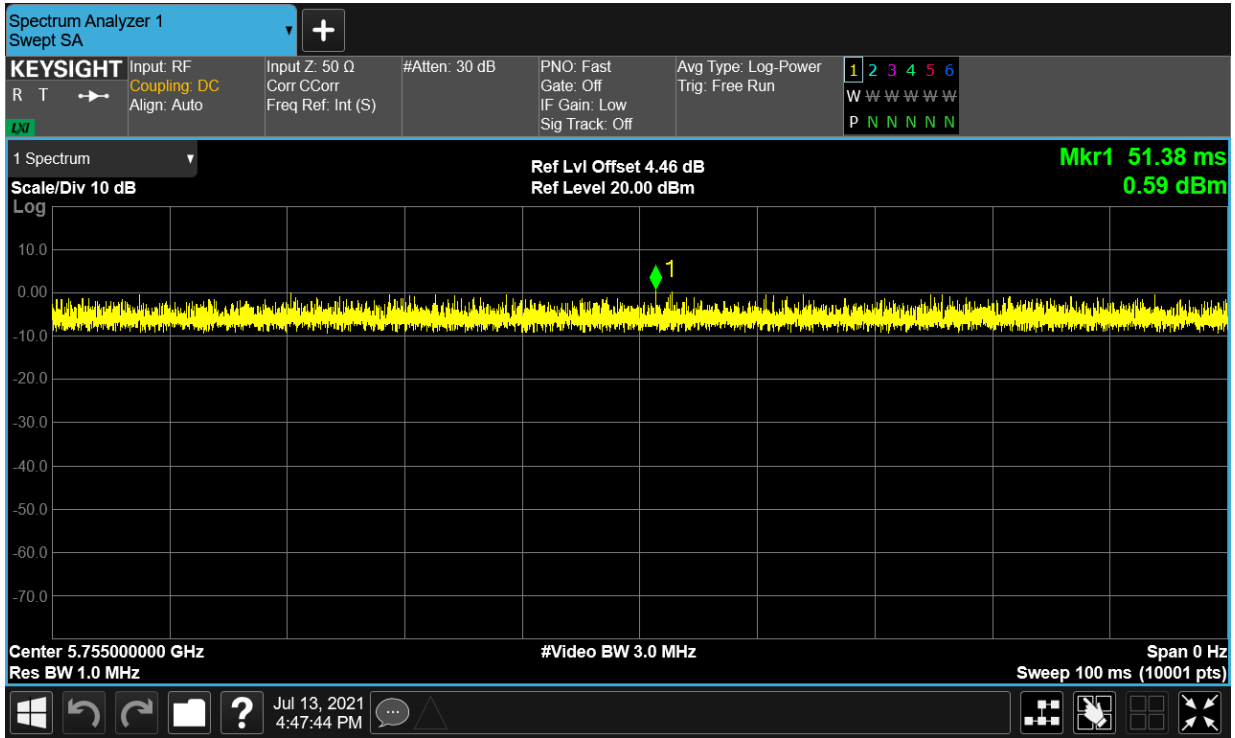 Spectrum Analyzer 1
Swept SA
KEYSIGHT
R T
LXI
Input: RF
Coupling: DC
Align: Auto
Input Z: 50 Ω
Corr CCorr
Freq Ref: Int (S)
#Atten: 30 dB
PNO: Fast
Gate: Off
IF Gain: Low
Sig Track: Off
Avg Type: Log-Power
Trig: Free Run
1 2 3 4 5 6
W W W W W W
P N N N N N
1 Spectrum
Scale/Div 10 dB
Log
Ref Lvl Offset 4.46 dB
Ref Level 20.00 dBm
Mkr1 51.38 ms
0.59 dBm
10.0
1
0.00
-10.0
-20.0
-30.0
-40.0
-50.0
-60.0
-70.0
Center 5.755000000 GHz
Res BW 1.0 MHz
#Video BW 3.0 MHz
Span 0 Hz
Sweep 100 ms (10001 pts)
?
Jul 13, 2021
4:47:44 PM